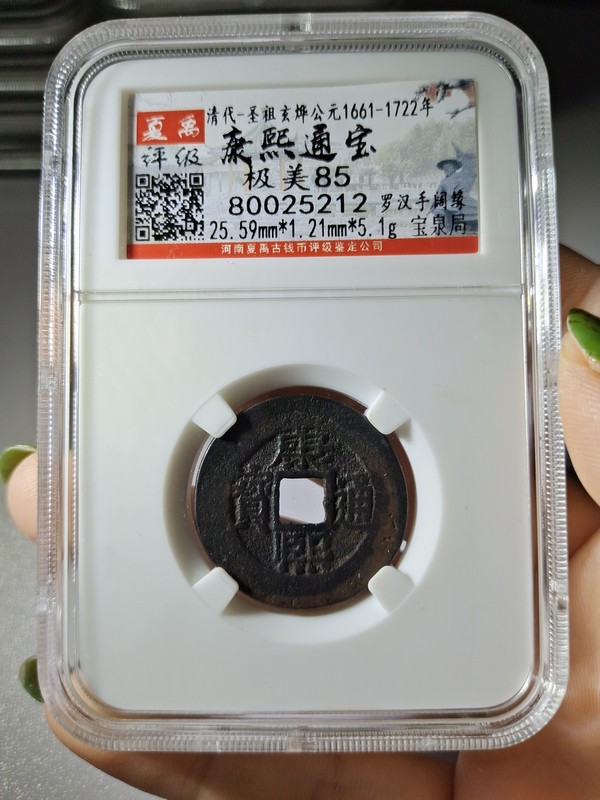 清代-圣祖玄烨公元1661-1722年
夏禹
评级
康熙通宝
极美85
80025212 罗汉手阔缘
25.59mm*1.21mm*5.1g 宝泉局
河南夏禹古钱币评级鉴定公司
康熙通寶